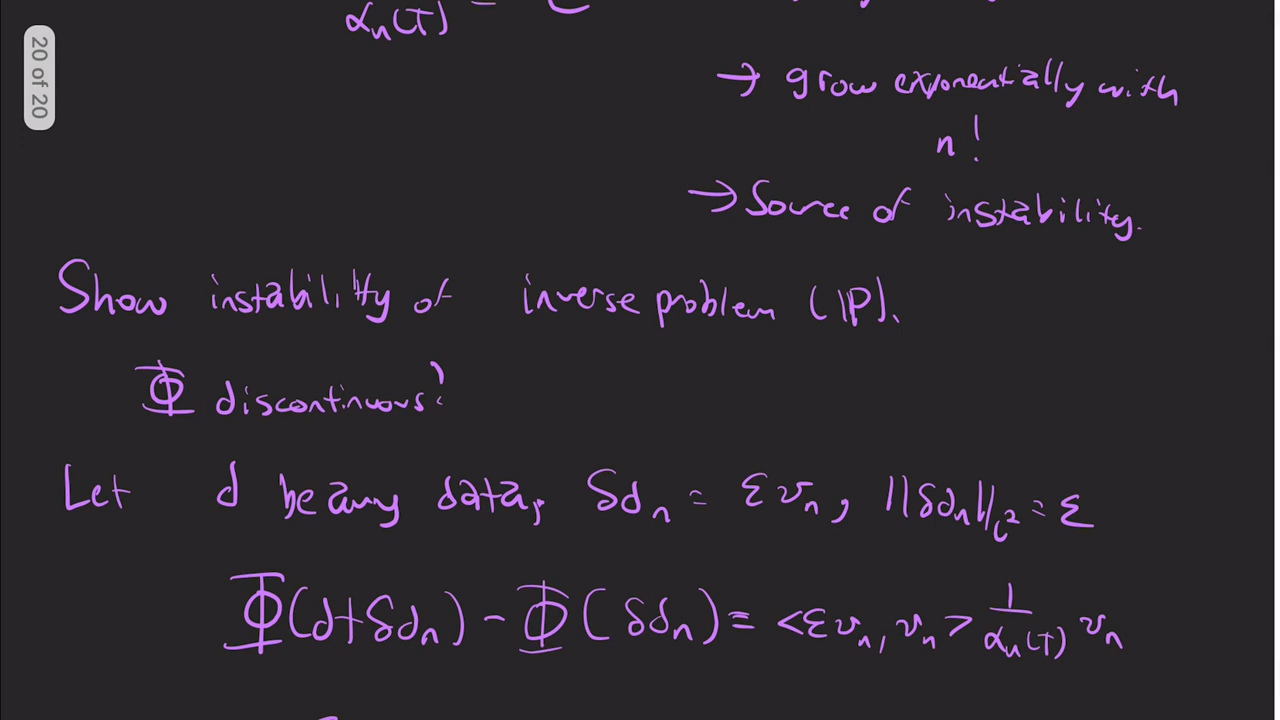 20 of 20
αₙ(T) =
→ grow exponentially with
n!
→ Source of instability.
Show instability of inverse problem (IP).
Φ discontinuous?
Let d be any data, δdₙ = εvₙ, ||δdₙ||_L² = ε
Φ(d+δdₙ) - Φ(δdₙ) = <εvₙ, vₙ> 1/αₙ(T) vₙ